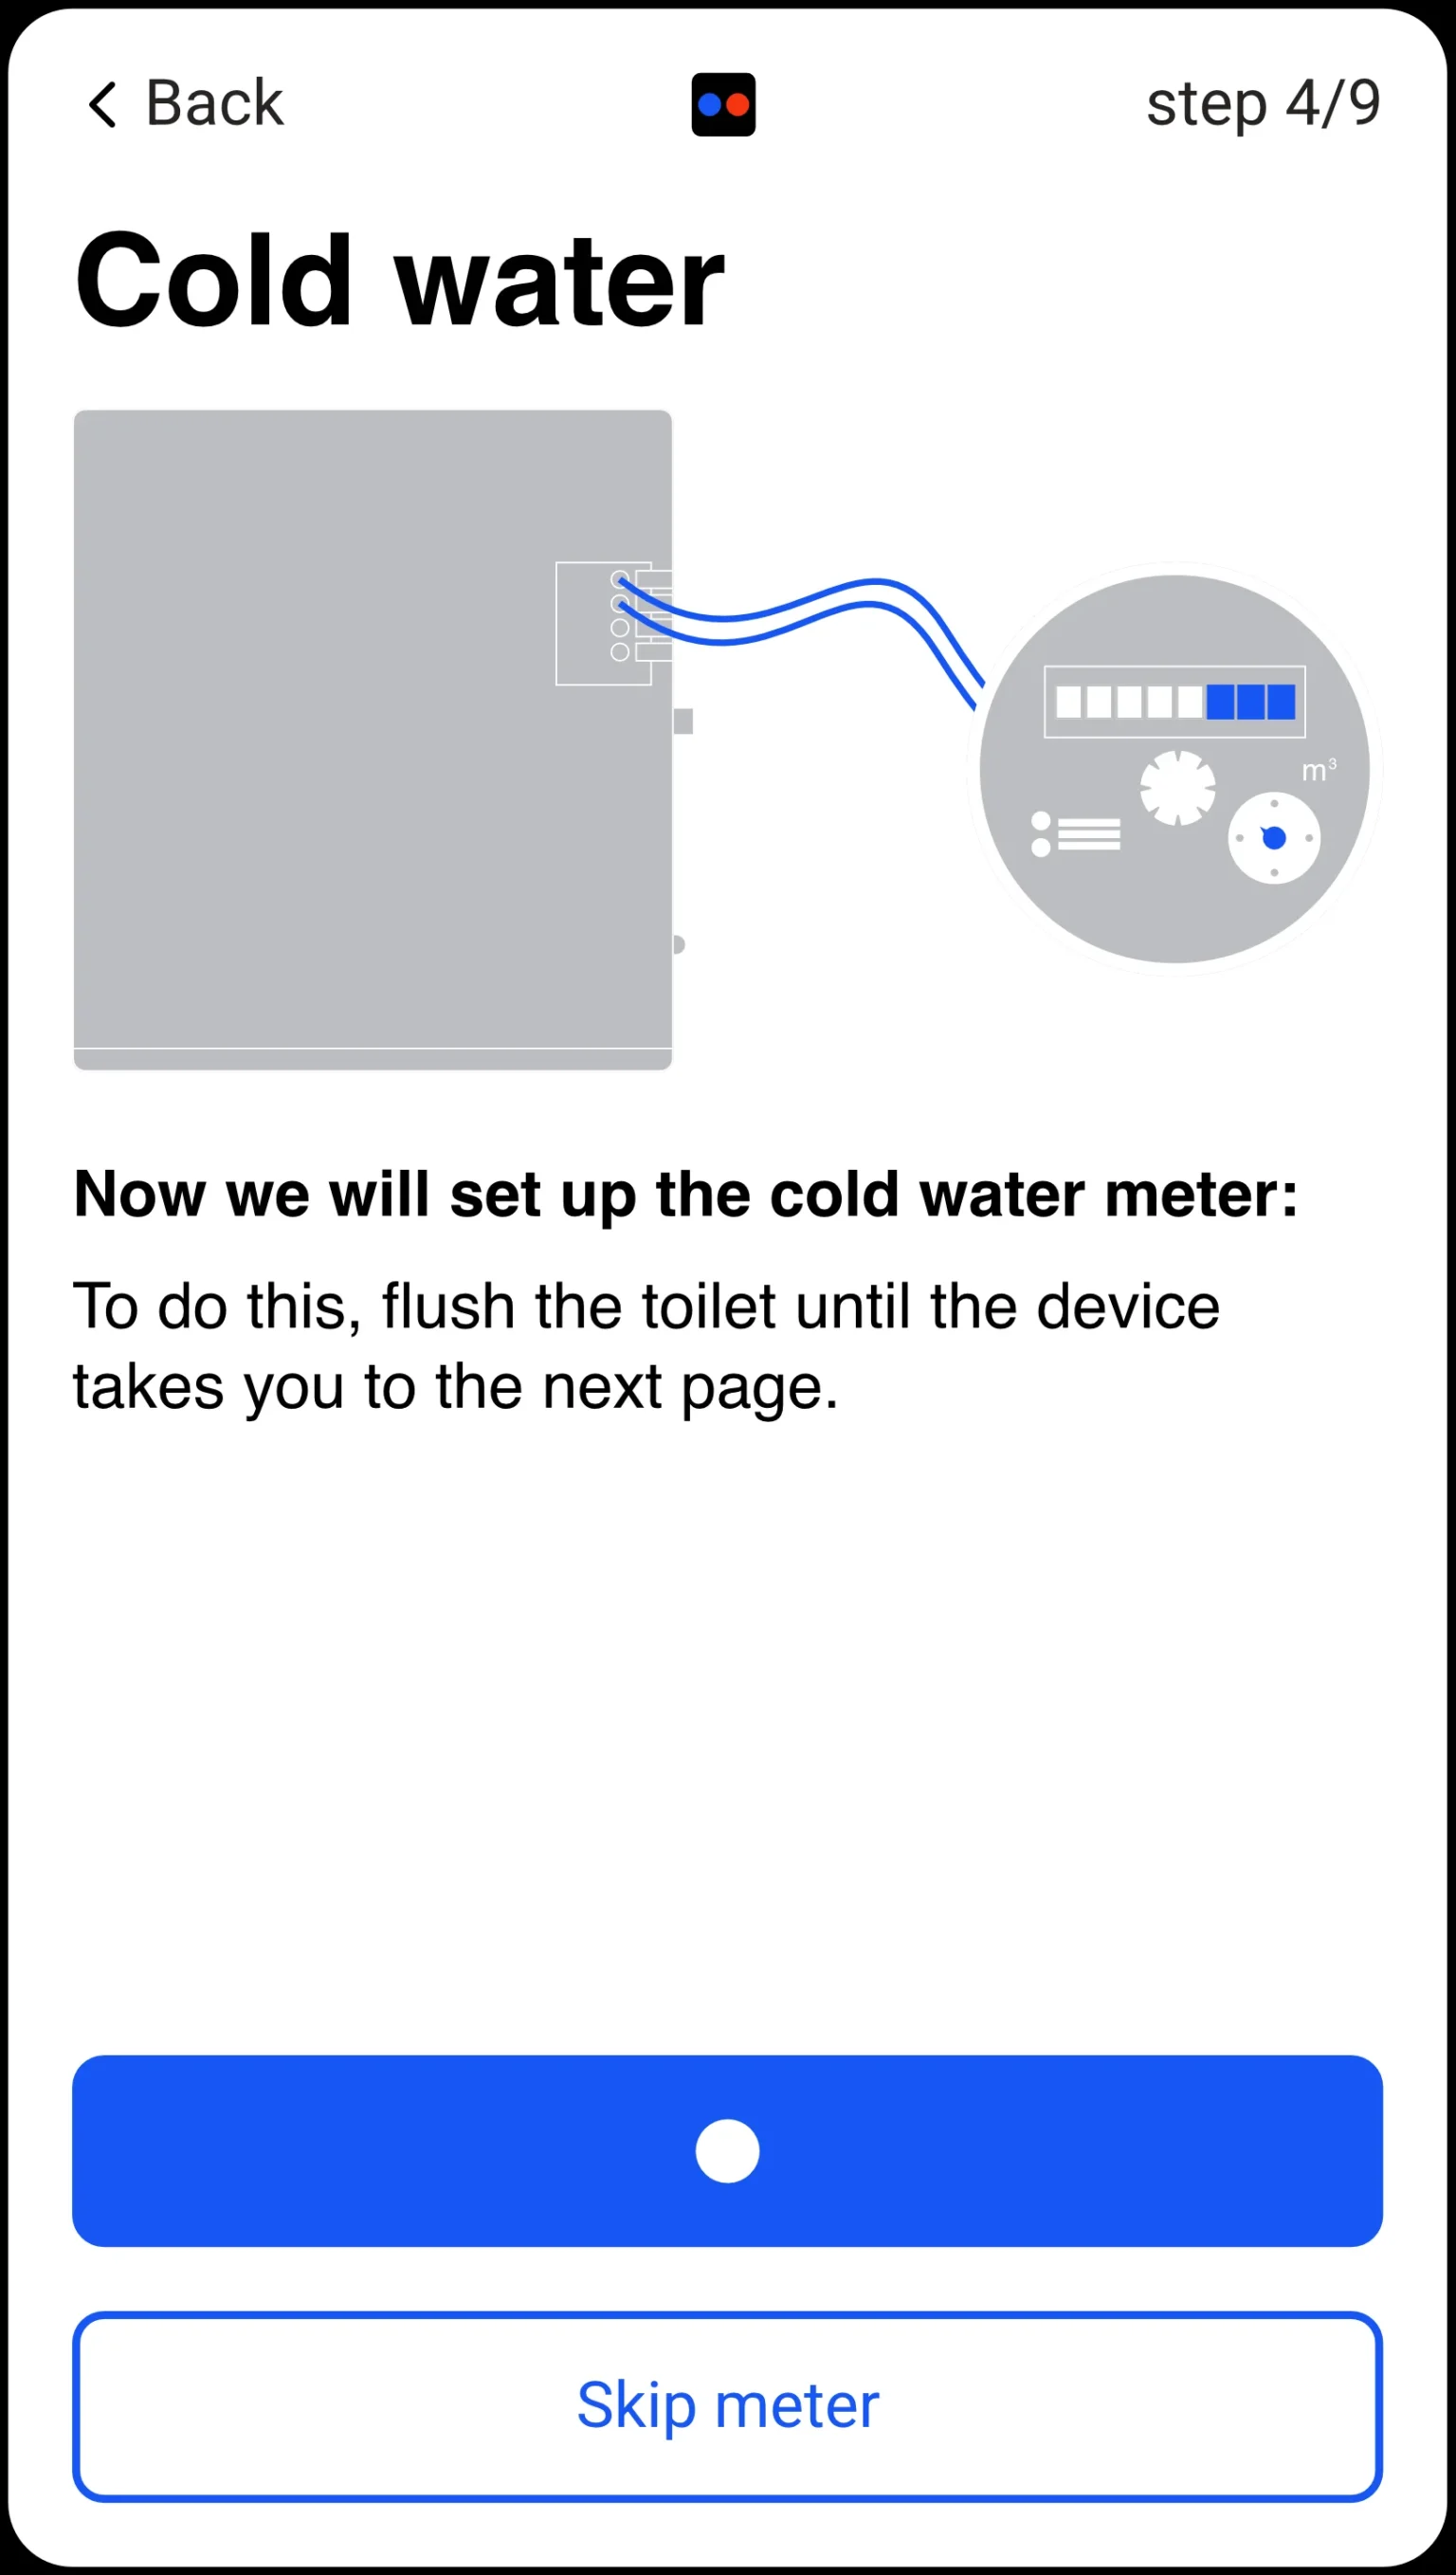 Back
step 4/9
Cold water
m³
Now we will set up the cold water meter:
To do this, flush the toilet until the device
takes you to the next page.
Skip meter